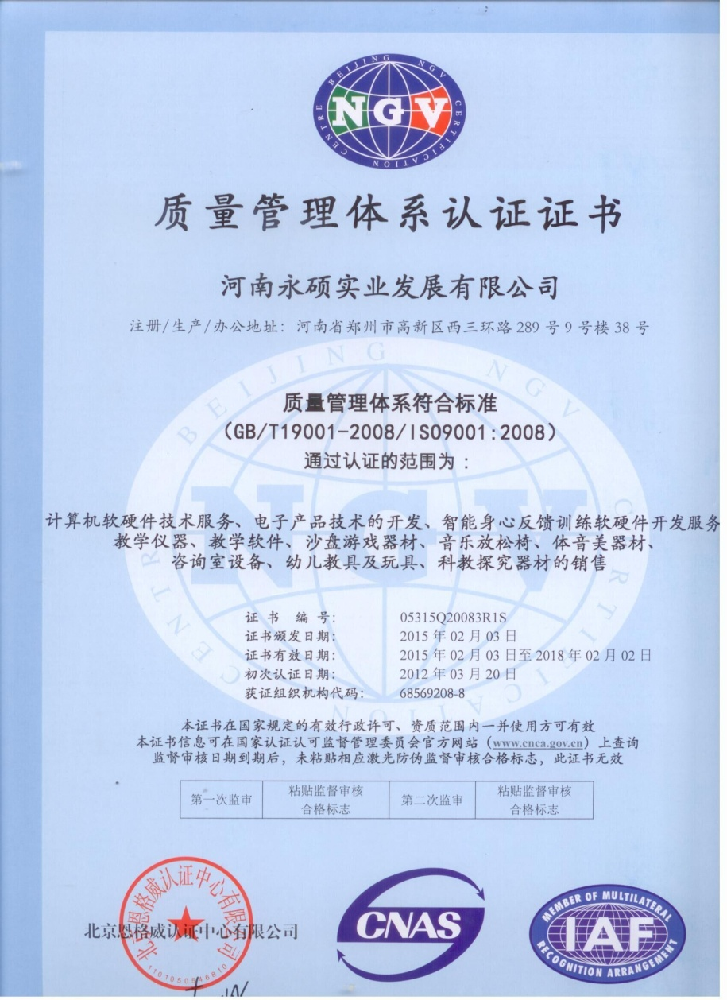 BEIJING NGV CERTIFICATION CENTRE
NGV
质量管理体系认证证书
河南永硕实业发展有限公司
注册/生产/办公地址：河南省郑州市高新区西三环路 289 号 9 号楼 38 号
BEIJING NGV CERTIFICATION CENTRE
NGV
质量管理体系符合标准
（GB/T19001-2008/ISO9001:2008）
通过认证的范围为：
计算机软硬件技术服务、电子产品技术的开发、智能身心反馈训练软硬件开发服务
教学仪器、教学软件、沙盘游戏器材、音乐放松椅、体音美器材、
咨询室设备、幼儿教具及玩具、科教探究器材的销售
证书编号： 05315Q20083R1S
证书颁发日期： 2015 年 02 月 03 日
证书有效日期： 2015 年 02 月 03 日至 2018 年 02 月 02 日
初次认证日期： 2012 年 03 月 20 日
获证组织机构代码： 68569208-8
本证书在国家规定的有效行政许可、资质范围内一并使用方可有效
本证书信息可在国家认证认可监督管理委员会官方网站（www.cnca.gov.cn）上查询
监督审核日期到期后，未粘贴相应激光防伪监督审核合格标志，此证书无效
第一次监审 粘贴监督审核 第二次监审 粘贴监督审核
合格标志 合格标志
北京恩格威认证中心有限公司
北京恩格威认证中心有限公司
1101050546810
CNAS
MEMBER OF MULTILATERAL
IAF
RECOGNITION ARRANGEMENT